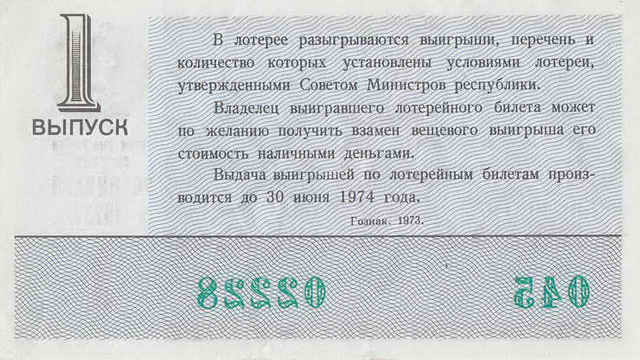 1
ВЫПУСК
В лотерее разыгрываются выигрыши, перечень и
количество которых установлены условиями лотереи,
утвержденными Советом Министров республики.
Владелец выигравшего лотерейного билета может
по желанию получить взамен вещевого выигрыша его
стоимость наличными деньгами.
Выдача выигрышей по лотерейным билетам произ-
водится до 30 июня 1974 года.
Гознак. 1973.
02228 045